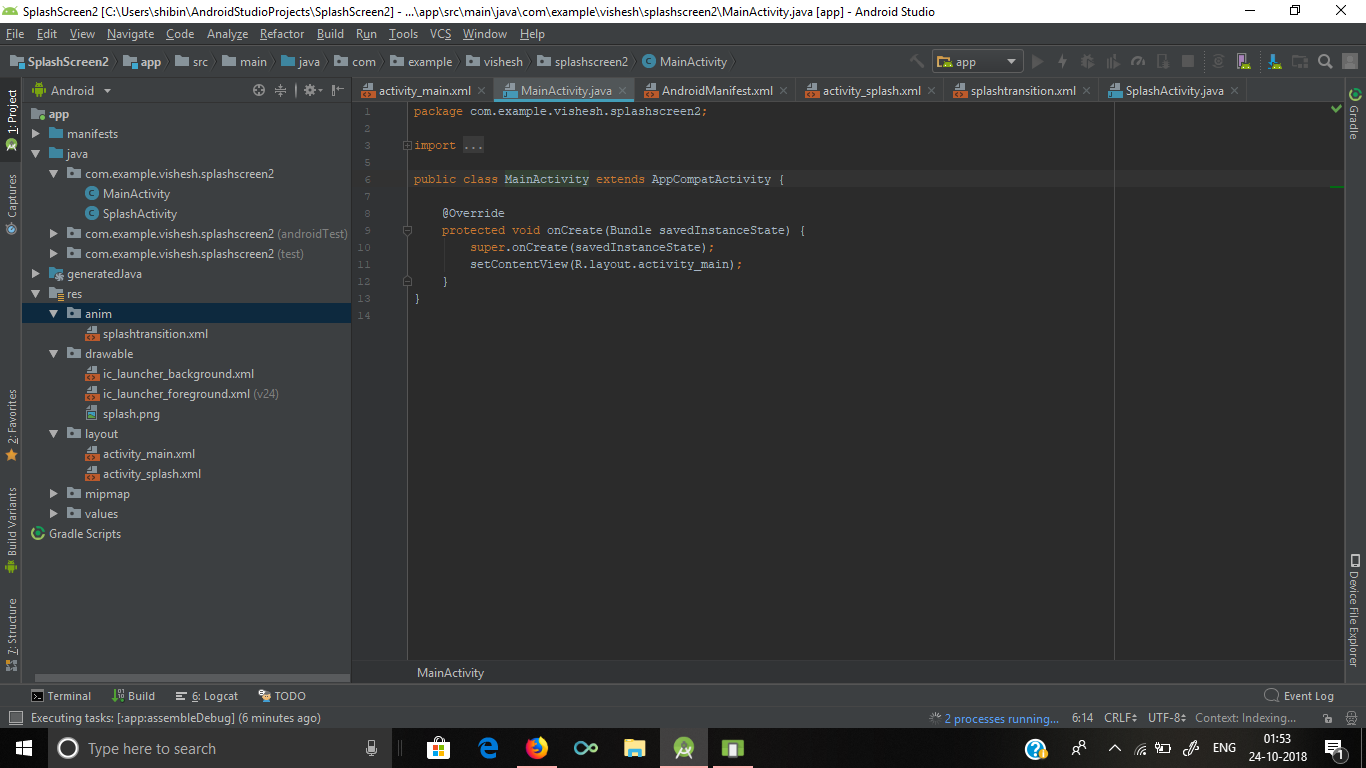 SplashScreen2 [C:\Users\shibin\AndroidStudioProjects\SplashScreen2] - ...\app\src\main\java\com\example\vishesh\splashscreen2\MainActivity.java [app] - Android Studio
File Edit View Navigate Code Analyze Refactor Build Run Tools VCS Window Help
SplashScreen2 app src main java com example vishesh splashscreen2 MainActivity app
Android
activity_main.xml MainActivity.java AndroidManifest.xml activity_splash.xml splashtransition.xml SplashActivity.java
1: Project
Captures
2: Favorites
Build Variants
7: Structure
app
manifests
java
com.example.vishesh.splashscreen2
MainActivity
SplashActivity
com.example.vishesh.splashscreen2 (androidTest)
com.example.vishesh.splashscreen2 (test)
generatedJava
res
anim
splashtransition.xml
drawable
ic_launcher_background.xml
ic_launcher_foreground.xml (v24)
splash.png
layout
activity_main.xml
activity_splash.xml
mipmap
values
Gradle Scripts
1 package com.example.vishesh.splashscreen2;
2
3 import ...
5
6 public class MainActivity extends AppCompatActivity {
7
8 @Override
9 protected void onCreate(Bundle savedInstanceState) {
10 super.onCreate(savedInstanceState);
11 setContentView(R.layout.activity_main);
12 }
13 }
14
MainActivity
Gradle
Device File Explorer
Terminal Build 6: Logcat TODO Event Log
Executing tasks: [:app:assembleDebug] (6 minutes ago) 2 processes running... 6:14 CRLF UTF-8 Context: Indexing...
Type here to search
ENG
01:53
24-10-2018
1